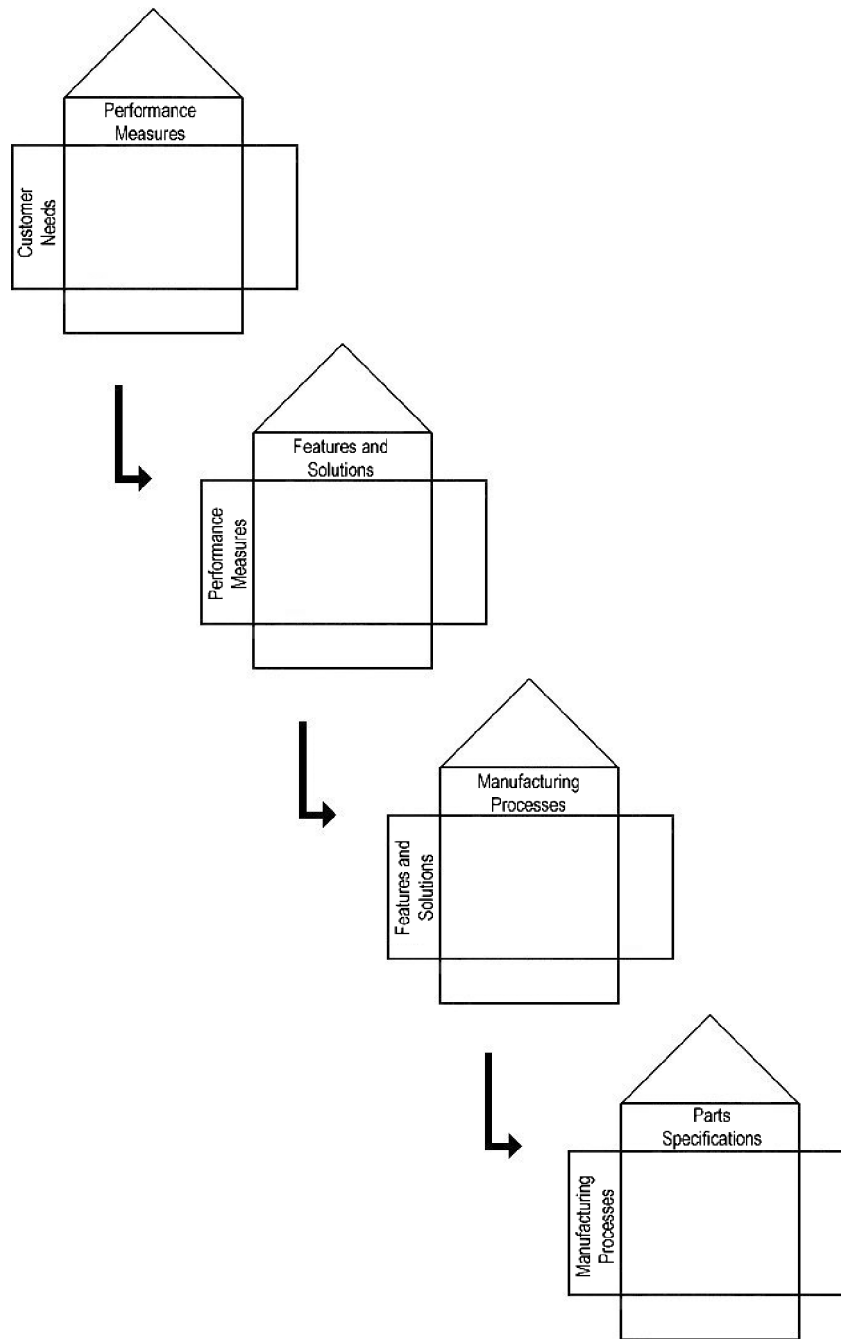 Performance
Measures
Customer
Needs
Features and
Solutions
Performance
Measures
Manufacturing
Processes
Features and
Solutions
Parts
Specifications
Manufacturing
Processes